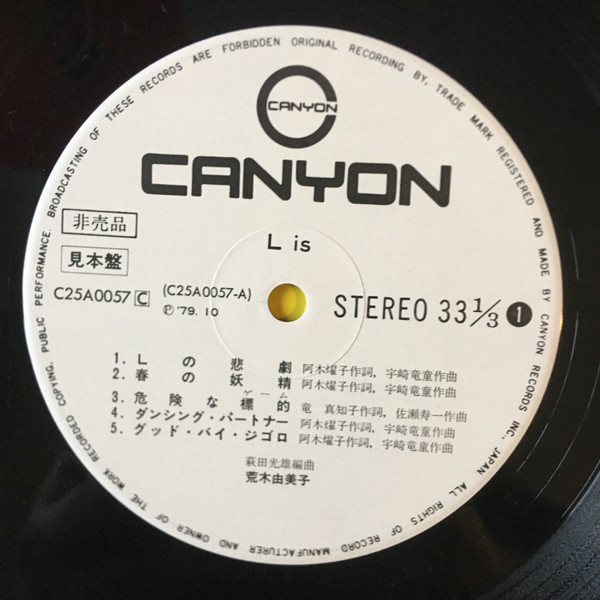 CANYON
CANYON
L is
非売品
見本盤
C25A0057 C
(C25A0057-A)
Ⓟ '79. 10
STEREO 33 1/3 1
1. Lの悲劇 阿木燿子作詞, 宇崎竜童作曲
2. 春の妖精 阿木燿子作詞, 宇崎竜童作曲
3. 危険な標的 竜 真知子作詞, 佐瀬寿一作曲
4. ダンシング・パートナー 阿木燿子作詞, 宇崎竜童作曲
5. グッド・バイ・ジゴロ 阿木燿子作詞, 宇崎竜童作曲
萩田光雄編曲
荒木由美子
ALL RIGHTS OF RECORD-MANUFACTURER AND OWNER OF THE WORK RECORDED COPYING. PUBLIC PERFORMANCE. BROADCASTING OF THESE RECORDS ARE FORBIDDEN ORIGINAL RECORDING BY, TRADE MARK REGISTERED AND MADE BY CANYON RECORDS INC, JAPAN